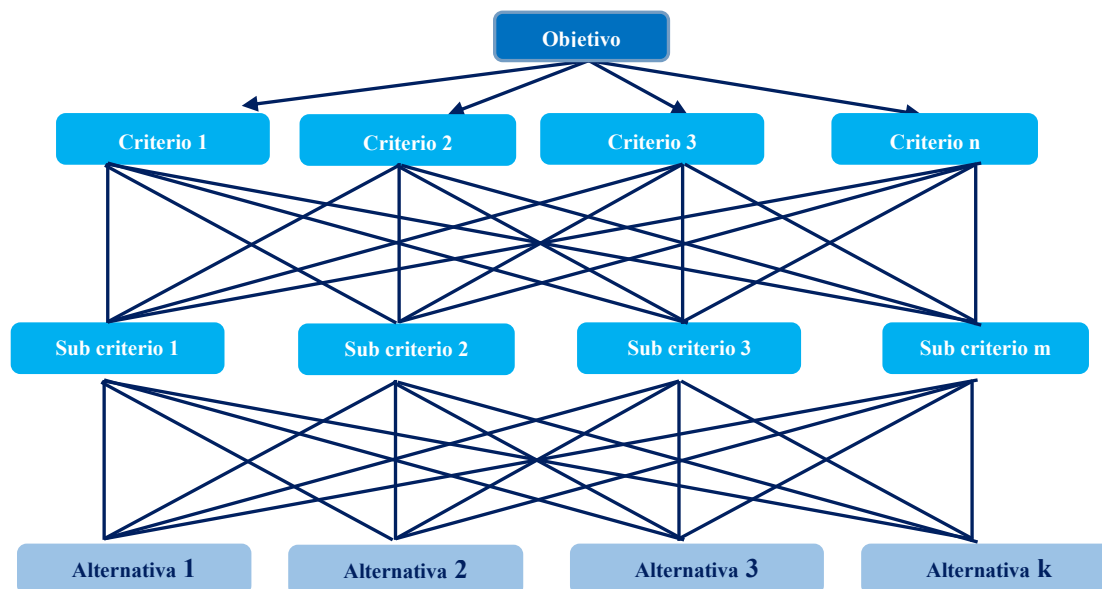 Objetivo
Criterio 1
Criterio 2
Criterio 3
Criterio n
Sub criterio 1
Sub criterio 2
Sub criterio 3
Sub criterio m
Alternativa 1
Alternativa 2
Alternativa 3
Alternativa k